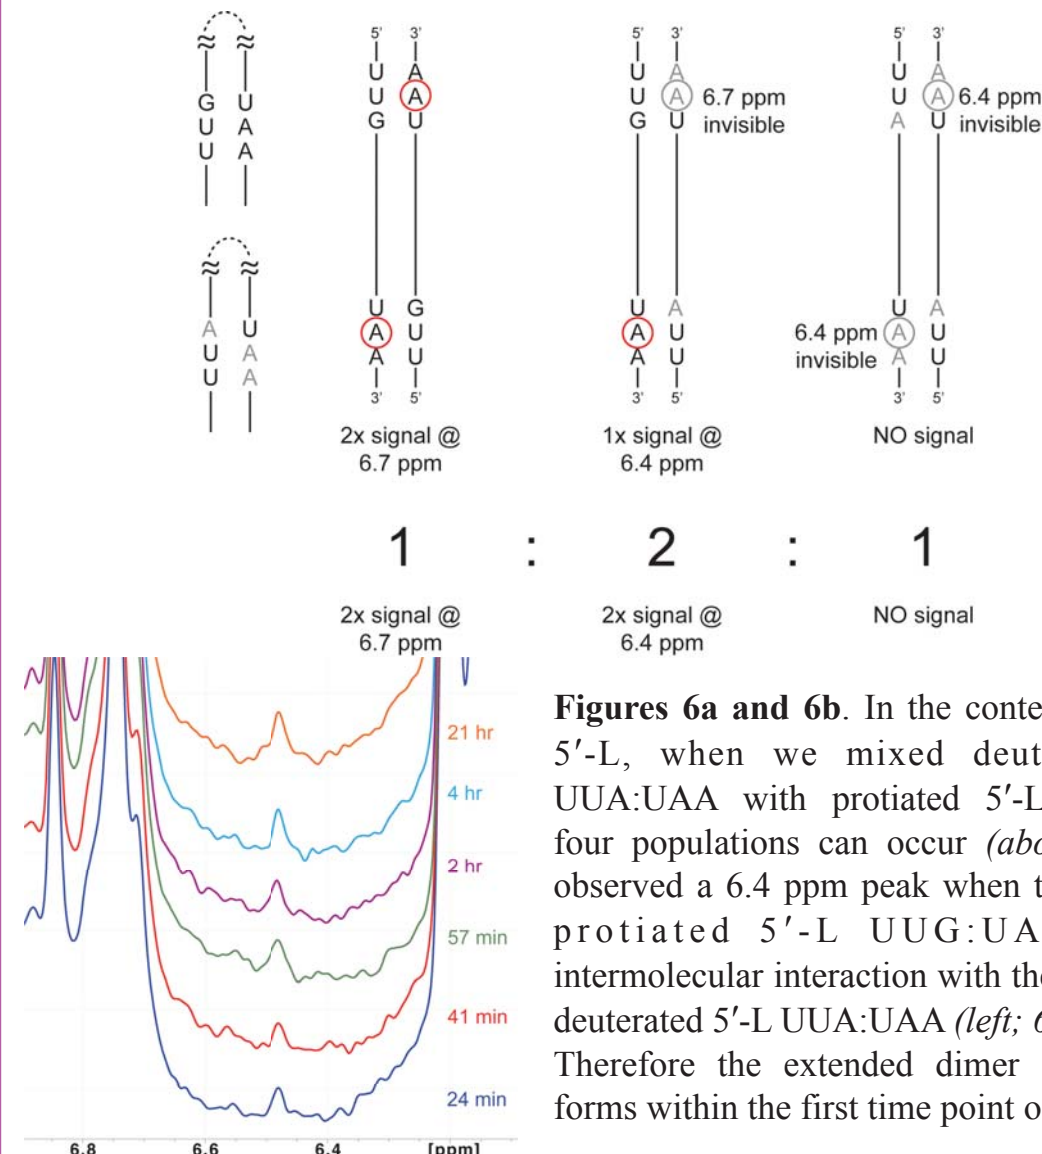 G U
U A
U A
A U
U A
U A
5' 3'
U A
U A
G U
U G
A U
A U
3' 5'
2x signal @
6.7 ppm
5' 3'
U A
U A
G U
6.7 ppm
invisible
U A
A U
A U
3' 5'
1x signal @
6.4 ppm
5' 3'
U A
U A
A U
6.4 ppm
invisible
6.4 ppm
invisible
U A
A U
A U
3' 5'
NO signal
1 : 2 : 1
2x signal @
6.7 ppm
2x signal @
6.4 ppm
NO signal
21 hr
4 hr
2 hr
57 min
41 min
24 min
6.8 6.6 6.4 [ppm]
Figures 6a and 6b. In the conte
5′-L, when we mixed deut
UUA:UAA with protiated 5′-L
four populations can occur (abo
observed a 6.4 ppm peak when t
protiated 5′-L UUG:UA
intermolecular interaction with the
deuterated 5′-L UUA:UAA (left; 6
Therefore the extended dimer
forms within the first time point o